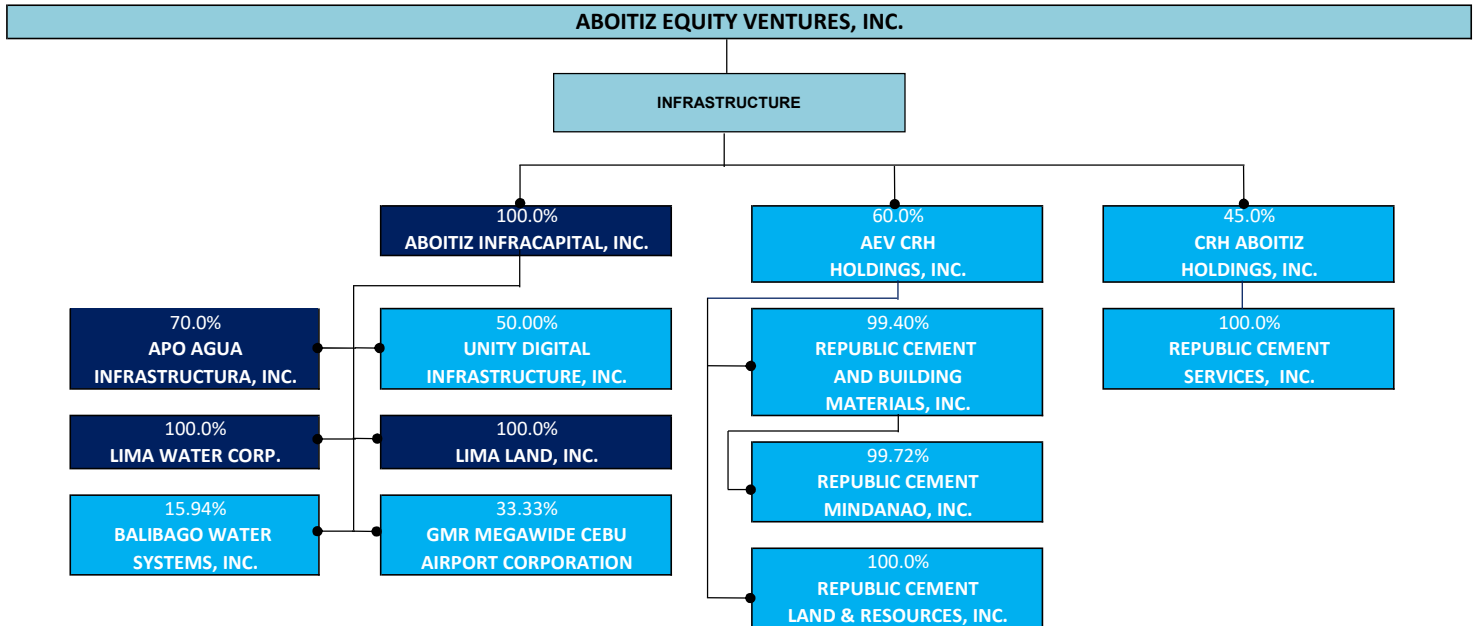 ABOITIZ EQUITY VENTURES, INC.
INFRASTRUCTURE
100.0%
ABOITIZ INFRACAPITAL, INC.
60.0%
AEV CRH
HOLDINGS, INC.
45.0%
CRH ABOITIZ
HOLDINGS, INC.
70.0%
APO AGUA
INFRASTRUCTURA, INC.
50.00%
UNITY DIGITAL
INFRASTRUCTURE, INC.
99.40%
REPUBLIC CEMENT
AND BUILDING
MATERIALS, INC.
100.0%
REPUBLIC CEMENT
SERVICES, INC.
100.0%
LIMA WATER CORP.
100.0%
LIMA LAND, INC.
99.72%
REPUBLIC CEMENT
MINDANAO, INC.
15.94%
BALIBAGO WATER
SYSTEMS, INC.
33.33%
GMR MEGAWIDE CEBU
AIRPORT CORPORATION
100.0%
REPUBLIC CEMENT
LAND & RESOURCES, INC.